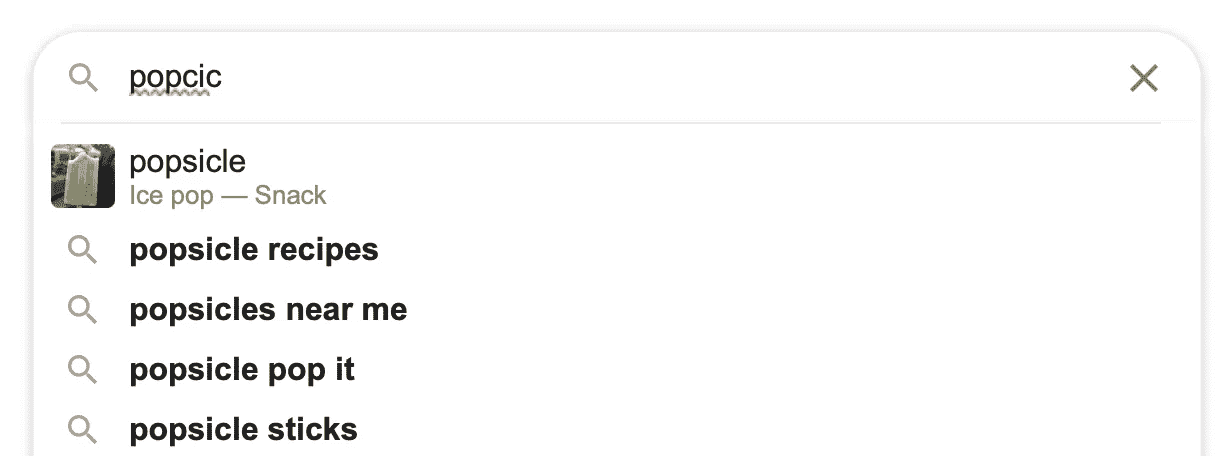 popcic
popsicle
Ice pop — Snack
popsicle recipes
popsicles near me
popsicle pop it
popsicle sticks